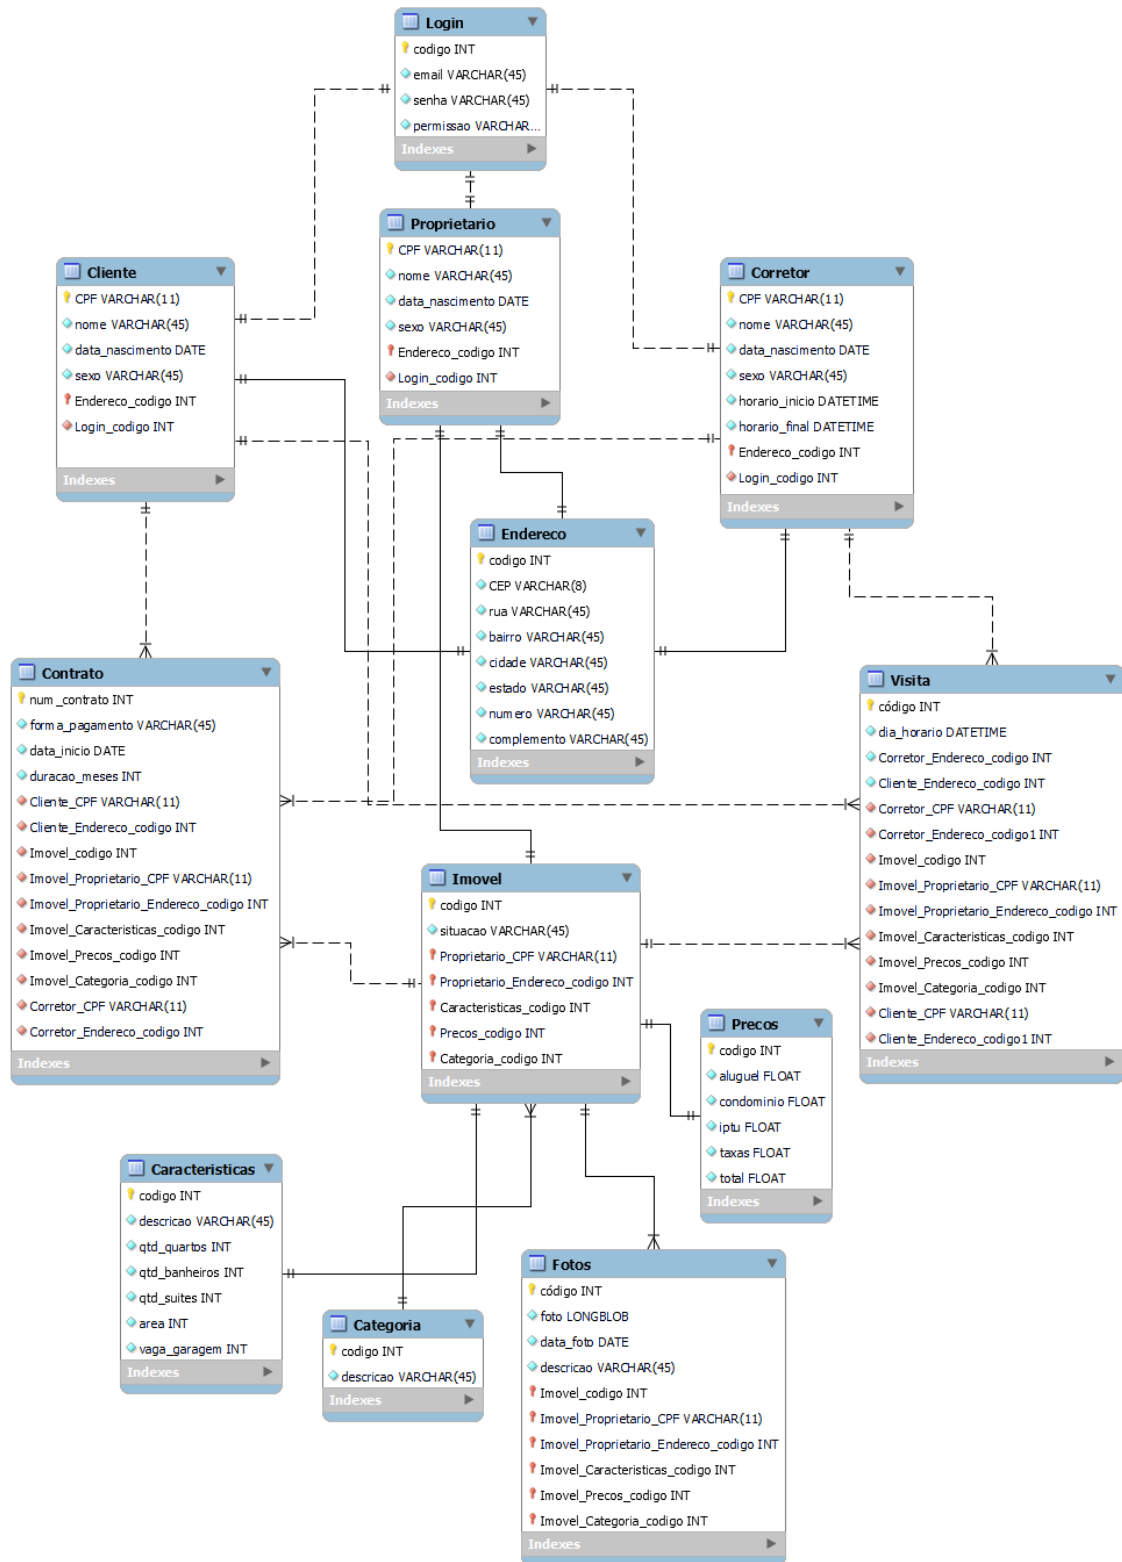 Login
codigo INT
email VARCHAR(45)
senha VARCHAR(45)
permissao VARCHAR...
Indexes
Proprietario
CPF VARCHAR(11)
nome VARCHAR(45)
data_nascimento DATE
sexo VARCHAR(45)
Endereco_codigo INT
Login_codigo INT
Indexes
Cliente
CPF VARCHAR(11)
nome VARCHAR(45)
data_nascimento DATE
sexo VARCHAR(45)
Endereco_codigo INT
Login_codigo INT
Indexes
Corretor
CPF VARCHAR(11)
nome VARCHAR(45)
data_nascimento DATE
sexo VARCHAR(45)
horario_inicio DATETIME
horario_final DATETIME
Endereco_codigo INT
Login_codigo INT
Indexes
Endereco
codigo INT
CEP VARCHAR(8)
rua VARCHAR(45)
bairro VARCHAR(45)
cidade VARCHAR(45)
estado VARCHAR(45)
numero VARCHAR(45)
complemento VARCHAR(45)
Indexes
Contrato
num_contrato INT
forma_pagamento VARCHAR(45)
data_inicio DATE
duracao_meses INT
Cliente_CPF VARCHAR(11)
Cliente_Endereco_codigo INT
Imovel_codigo INT
Imovel_Proprietario_CPF VARCHAR(11)
Imovel_Proprietario_Endereco_codigo INT
Imovel_Caracteristicas_codigo INT
Imovel_Precos_codigo INT
Imovel_Categoria_codigo INT
Corretor_CPF VARCHAR(11)
Corretor_Endereco_codigo INT
Indexes
Visita
código INT
dia_horario DATETIME
Corretor_Endereco_codigo INT
Cliente_Endereco_codigo INT
Corretor_CPF VARCHAR(11)
Corretor_Endereco_codigo1 INT
Imovel_codigo INT
Imovel_Proprietario_CPF VARCHAR(11)
Imovel_Proprietario_Endereco_codigo INT
Imovel_Caracteristicas_codigo INT
Imovel_Precos_codigo INT
Imovel_Categoria_codigo INT
Cliente_CPF VARCHAR(11)
Cliente_Endereco_codigo1 INT
Indexes
Imovel
codigo INT
situacao VARCHAR(45)
Proprietario_CPF VARCHAR(11)
Proprietario_Endereco_codigo INT
Caracteristicas_codigo INT
Precos_codigo INT
Categoria_codigo INT
Indexes
Precos
codigo INT
aluguel FLOAT
condominio FLOAT
iptu FLOAT
taxas FLOAT
total FLOAT
Indexes
Caracteristicas
codigo INT
descricao VARCHAR(45)
qtd_quartos INT
qtd_banheiros INT
qtd_suites INT
area INT
vaga_garagem INT
Indexes
Categoria
codigo INT
descricao VARCHAR(45)
Indexes
Fotos
código INT
foto LONGBLOB
data_foto DATE
descricao VARCHAR(45)
Imovel_codigo INT
Imovel_Proprietario_CPF VARCHAR(11)
Imovel_Proprietario_Endereco_codigo INT
Imovel_Caracteristicas_codigo INT
Imovel_Precos_codigo INT
Imovel_Categoria_codigo INT
Indexes